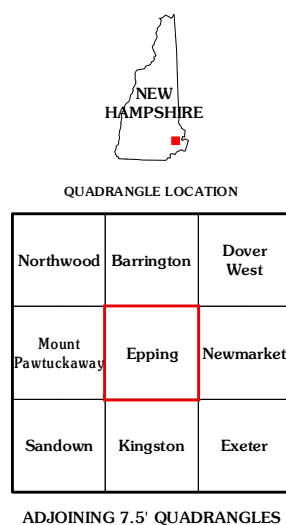 NEW
HAMPSHIRE
QUADRANGLE LOCATION
Northwood Barrington Dover
West
Mount
Pawtuckaway Epping Newmarket
Sandown Kingston Exeter
ADJOINING 7.5' QUADRANGLES